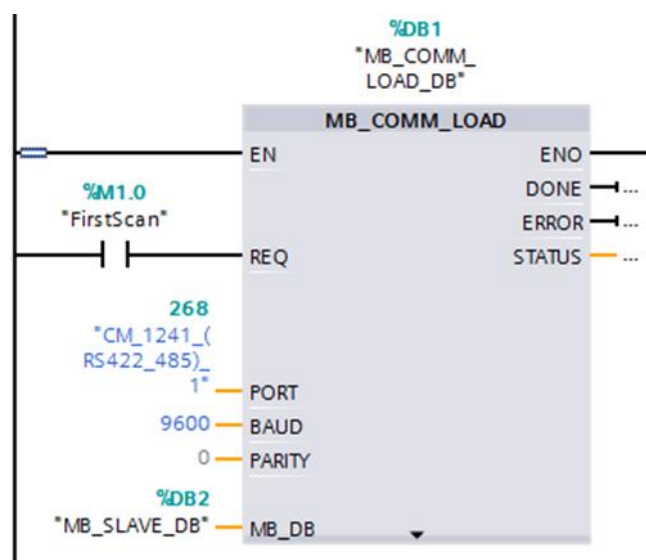 %DB1
"MB_COMM_
LOAD_DB"
MB_COMM_LOAD
EN
ENO
DONE
...
ERROR
...
STATUS
...
%M1.0
"FirstScan"
REQ
268
"CM_1241_(
RS422_485)_
1"
PORT
9600
BAUD
0
PARITY
%DB2
"MB_SLAVE_DB"
MB_DB